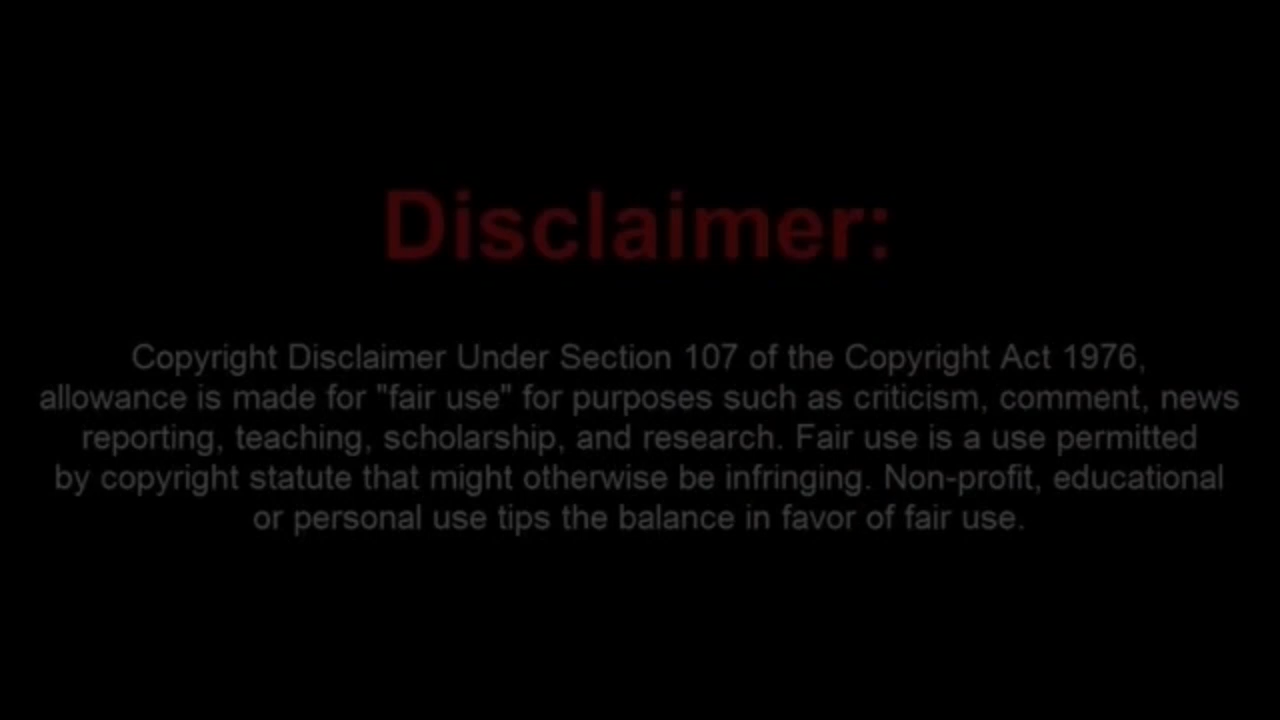 Disclaimer:
Copyright Disclaimer Under Section 107 of the Copyright Act 1976,
allowance is made for "fair use" for purposes such as criticism, comment, news
reporting, teaching, scholarship, and research. Fair use is a use permitted
by copyright statute that might otherwise be infringing. Non-profit, educational
or personal use tips the balance in favor of fair use.